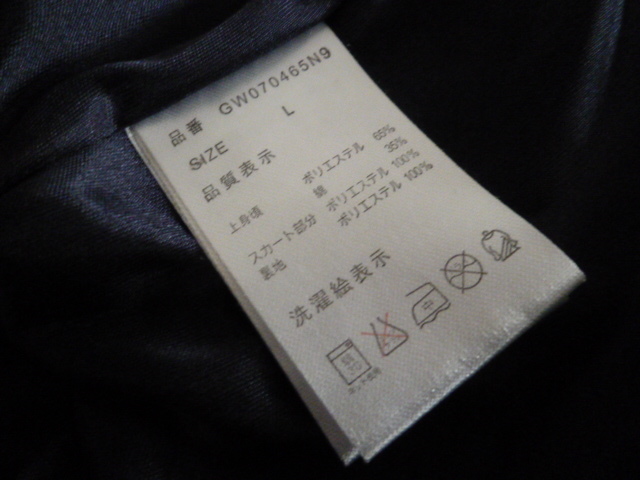 品番 GW070465N9
SIZE L
品質表示
上身頃 ポリエステル 65%
綿 35%
スカート部分 ポリエステル 100%
裏地 ポリエステル 100%
洗濯絵表示
中